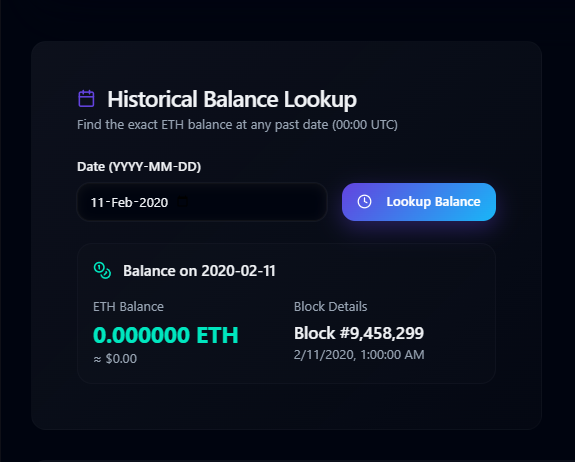 Historical Balance Lookup
Find the exact ETH balance at any past date (00:00 UTC)
Date (YYYY-MM-DD)
11-Feb-2020
Lookup Balance
Balance on 2020-02-11
ETH Balance
0.000000 ETH
≈ $0.00
Block Details
Block #9,458,299
2/11/2020, 1:00:00 AM